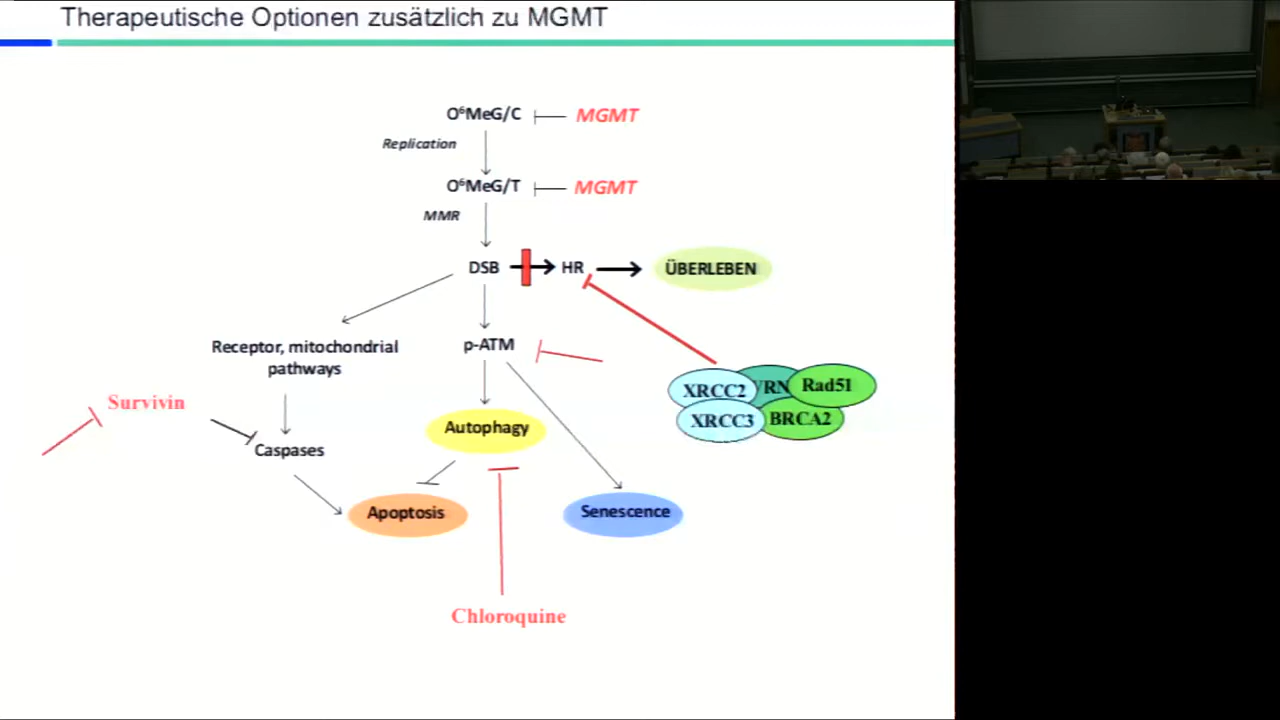 Therapeutische Optionen zusätzlich zu MGMT
O⁶MeG/C
MGMT
Replication
O⁶MeG/T
MGMT
MMR
DSB
HR
ÜBERLEBEN
Receptor, mitochondrial
pathways
p-ATM
XRCC2
RN
Rad51
Survivin
XRCC3
BRCA2
Autophagy
Caspases
Apoptosis
Senescence
Chloroquine